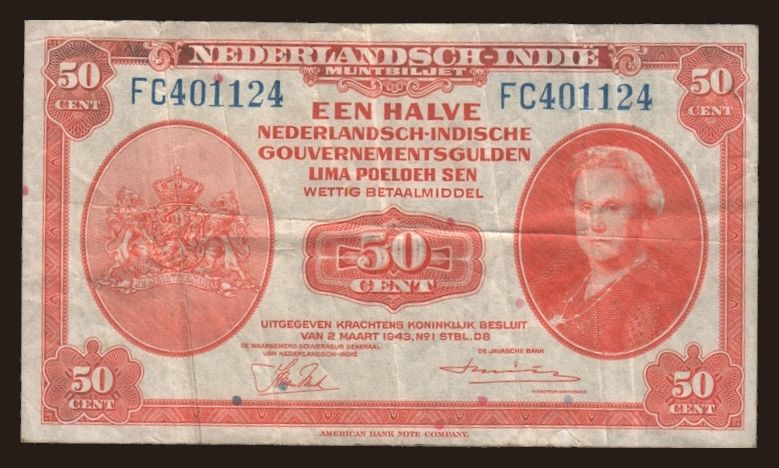 NEDERLANDSCH-INDIË
MUNTBILJET
50 CENT
50 CENT
FC401124
FC401124
EEN HALVE
NEDERLANDSCH-INDISCHE
GOUVERNEMENTSGULDEN
LIMA POELOEH SEN
WETTIG BETAALMIDDEL
50
CENT
UITGEGEVEN KRACHTENS KONINKLIJK BESLUIT
VAN 2 MAART 1943, No 1 STBL. D8
DE WAARNEMEND GOUVERNEUR GENERAAL
VAN NEDERLANDSCH-INDIË
DE JAVASCHE BANK
50 CENT
50 CENT
AMERICAN BANK NOTE COMPANY.